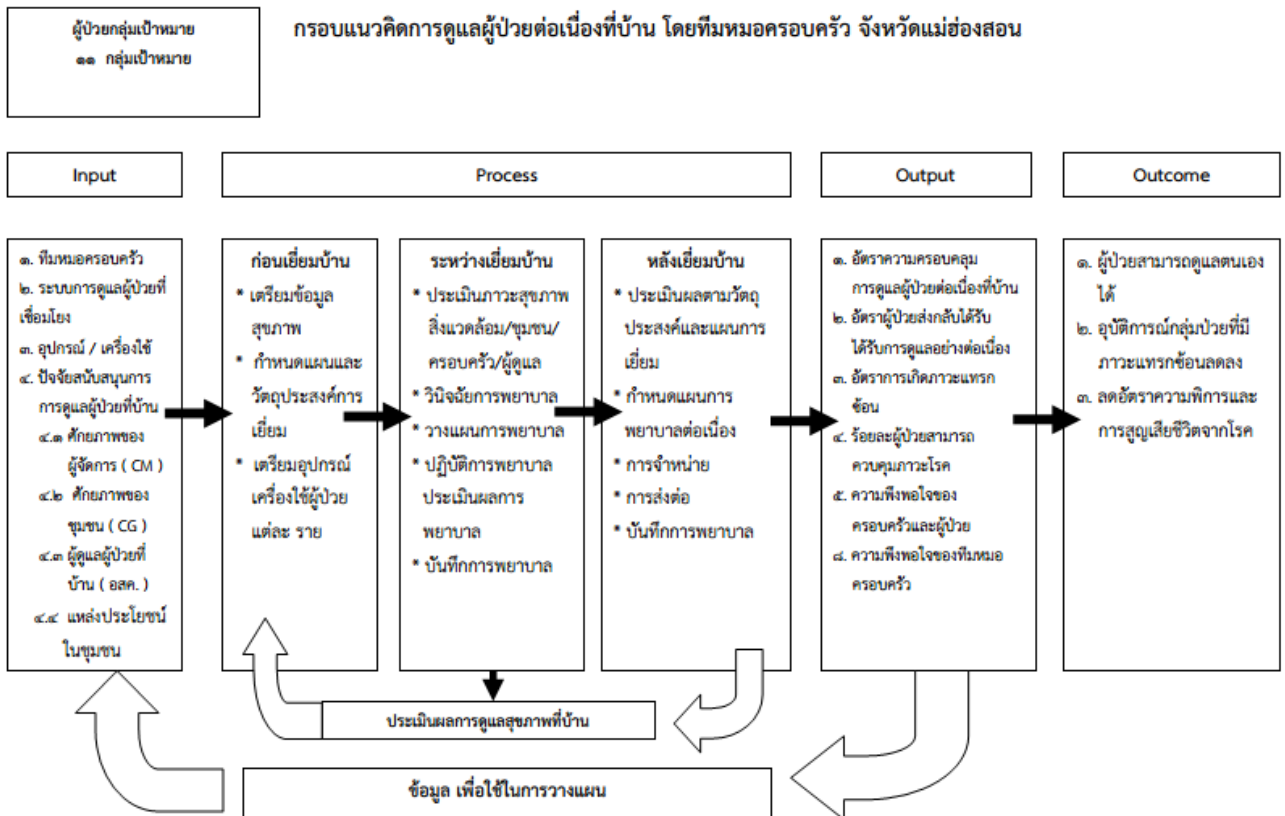 ผู้ป่วยกลุ่มเป้าหมาย
๑๑ กลุ่มเป้าหมาย
กรอบแนวคิดการดูแลผู้ป่วยต่อเนื่องที่บ้าน โดยทีมหมอครอบครัว จังหวัดแม่ฮ่องสอน
Input
Process
Output
Outcome
๑. ทีมหมอครอบครัว
๒. ระบบการดูแลผู้ป่วยที่
เชื่อมโยง
๓. อุปกรณ์ / เครื่องใช้
๔. ปัจจัยสนับสนุนการ
การดูแลผู้ป่วยที่บ้าน
๔.๑ ศักยภาพของ
ผู้จัดการ ( CM )
๔.๒ ศักยภาพของ
ชุมชน ( CG )
๔.๓ ผู้ดูแลผู้ป่วยที่
บ้าน ( อสค. )
๔.๔ แหล่งประโยชน์
ในชุมชน
ก่อนเยี่ยมบ้าน
* เตรียมข้อมูล
สุขภาพ
* กำหนดแผนและ
วัตถุประสงค์การ
เยี่ยม
* เตรียมอุปกรณ์
เครื่องใช้ผู้ป่วย
แต่ละ ราย
ระหว่างเยี่ยมบ้าน
* ประเมินภาวะสุขภาพ
สิ่งแวดล้อม/ชุมชน/
ครอบครัว/ผู้ดูแล
* วินิจฉัยการพยาบาล
* วางแผนการพยาบาล
* ปฏิบัติการพยาบาล
ประเมินผลการ
พยาบาล
* บันทึกการพยาบาล
หลังเยี่ยมบ้าน
* ประเมินผลตามวัตถุ
ประสงค์และแผนการ
เยี่ยม
* กำหนดแผนการ
พยาบาลต่อเนื่อง
* การจำหน่าย
* การส่งต่อ
* บันทึกการพยาบาล
๑. อัตราความครอบคลุม
การดูแลผู้ป่วยต่อเนื่องที่บ้าน
๒. อัตราผู้ป่วยส่งกลับได้รับ
ได้รับการดูแลอย่างต่อเนื่อง
๓. อัตราการเกิดภาวะแทรก
ซ้อน
๔. ร้อยละผู้ป่วยสามารถ
ควบคุมภาวะโรค
๕. ความพึงพอใจของ
ครอบครัวและผู้ป่วย
๘. ความพึงพอใจของทีมหมอ
ครอบครัว
๑. ผู้ป่วยสามารถดูแลตนเอง
ได้
๒. อุบัติการณ์กลุ่มป่วยที่มี
ภาวะแทรกซ้อนลดลง
๓. ลดอัตราความพิการและ
การสูญเสียชีวิตจากโรค
ประเมินผลการดูแลสุขภาพที่บ้าน
ข้อมูล เพื่อใช้ในการวางแผน